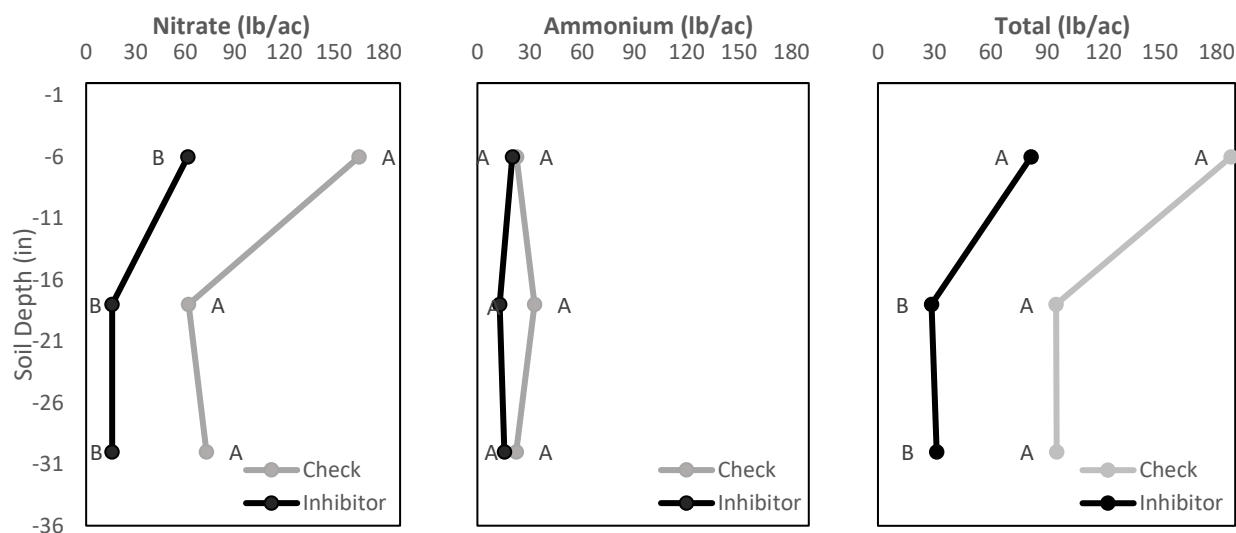 Nitrate (lb/ac) Ammonium (lb/ac) Total (lb/ac)
0 30 60 90 120 150 180 0 30 60 90 120 150 180 0 30 60 90 120 150 180
-1
-6 B A A A A A
-11
-16
B A A A B A
-21
-26
B A A A B A
-31
Check Check Check
Inhibitor Inhibitor Inhibitor
-36
Soil Depth (in)